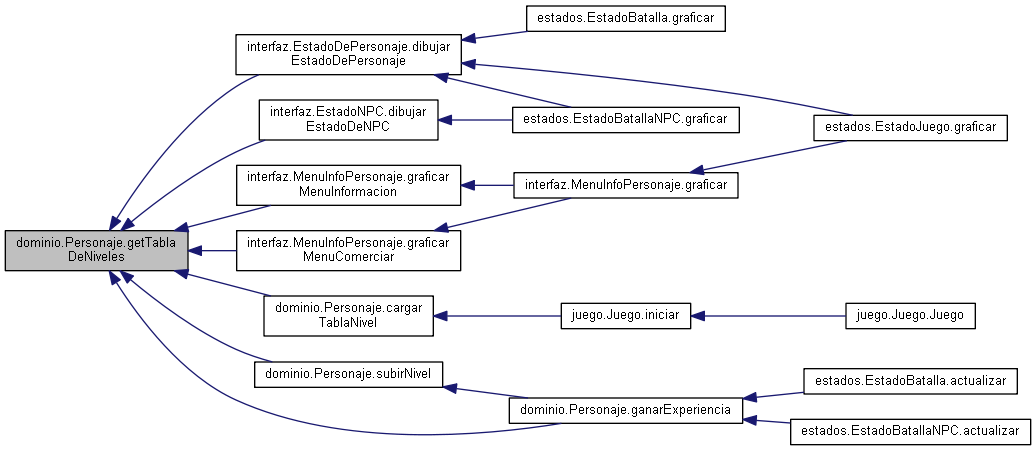 estados.EstadoBatalla.graficar
interfaz.EstadoDePersonaje.dibujar
EstadoDePersonaje
interfaz.EstadoNPC.dibujar
EstadoDeNPC
estados.EstadoBatallaNPC.graficar
estados.EstadoJuego.graficar
interfaz.MenuInfoPersonaje.graficar
MenuInformacion
interfaz.MenuInfoPersonaje.graficar
dominio.Personaje.getTabla
DeNiveles
interfaz.MenuInfoPersonaje.graficar
MenuComerciar
dominio.Personaje.cargar
TablaNivel
juego.Juego.iniciar
juego.Juego.Juego
dominio.Personaje.subirNivel
dominio.Personaje.ganarExperiencia
estados.EstadoBatalla.actualizar
estados.EstadoBatallaNPC.actualizar